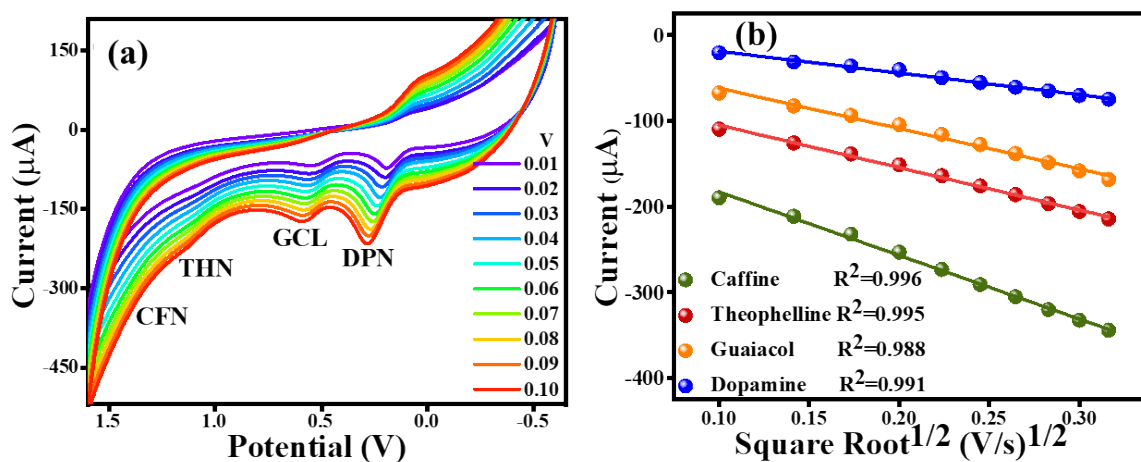 (a)
Current (µA)
150
0
-150
-300
-450
V
0.01
0.02
0.03
0.04
0.05
0.06
0.07
0.08
0.09
0.10
CFN
THN
GCL
DPN
1.5
1.0
0.5
0.0
-0.5
Potential (V)
(b)
Current (µA)
0
-100
-200
-300
-400
Caffine R²=0.996
Theophelline R²=0.995
Guaiacol R²=0.988
Dopamine R²=0.991
0.10
0.15
0.20
0.25
0.30
Square Root^1/2 (V/s)^1/2